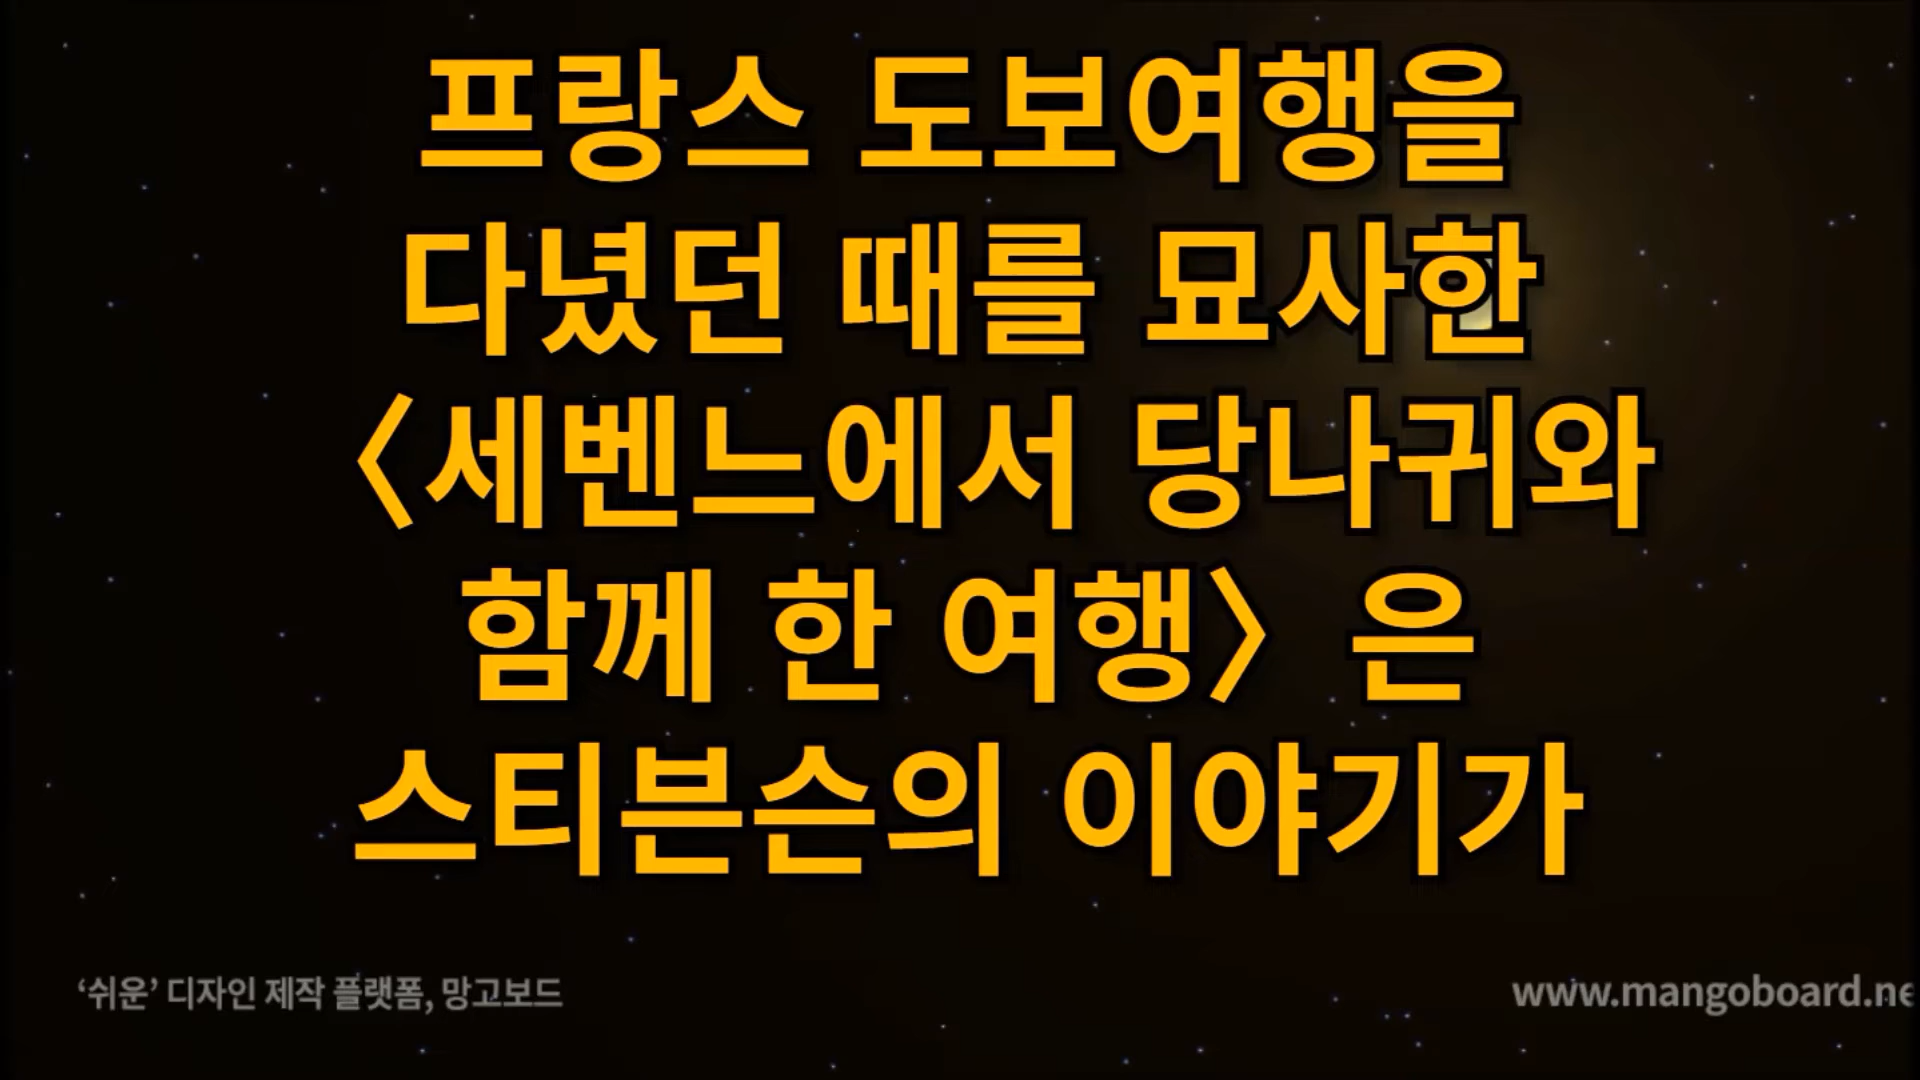 프랑스 도보여행을
다녔던 때를 묘사한
〈세벤느에서 당나귀와
함께 한 여행〉은
스티븐슨의 이야기가
‘쉬운’ 디자인 제작 플랫폼, 망고보드
www.mangoboard.ne